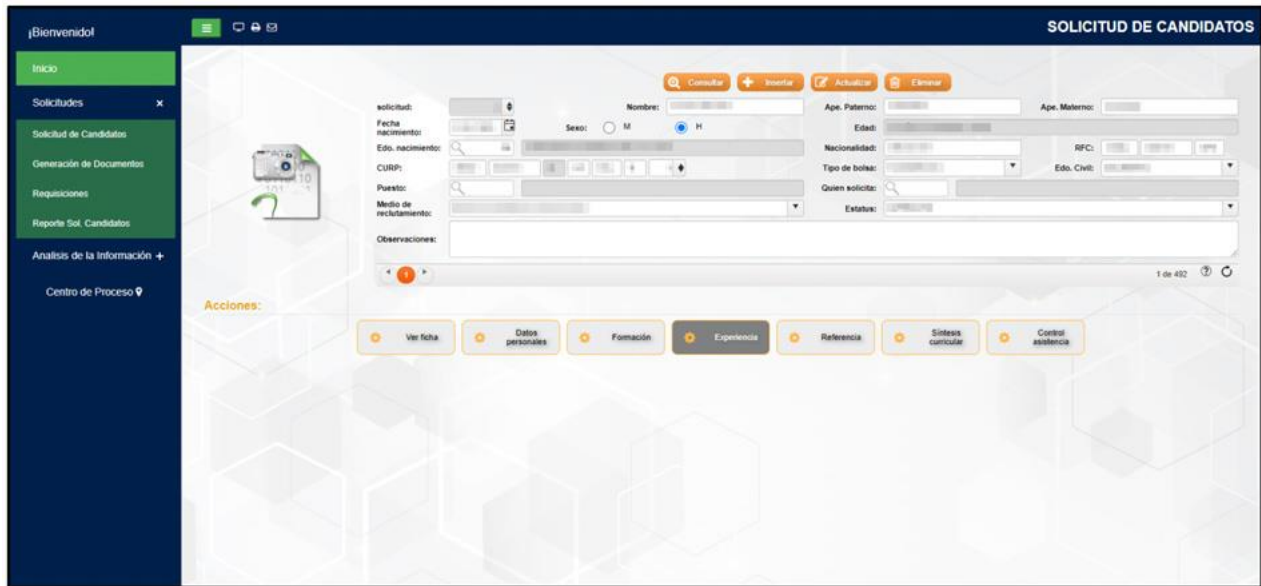 ¡Bienvenido!
SOLICITUD DE CANDIDATOS
Inicio
Solicitudes x
Solicitud de Candidatos
Generación de Documentos
Requisiciones
Reporte Sol. Candidatos
Analisis de la Información +
Centro de Proceso
Consultar Insertar Actualizar Eliminar
solicitud: Nombre: Ape. Paterno: Ape. Materno:
Fecha nacimiento: Sexo: M H Edad:
Edo. nacimiento: Nacionalidad: RFC:
CURP: Tipo de bolsa: Edo. Civil:
Puesto: Quien solicita:
Medio de reclutamiento: Estatus:
Observaciones:
1 1 de 492
Acciones:
Ver ficha Datos personales Formación Experiencia Referencia Síntesis curricular Control asistencia